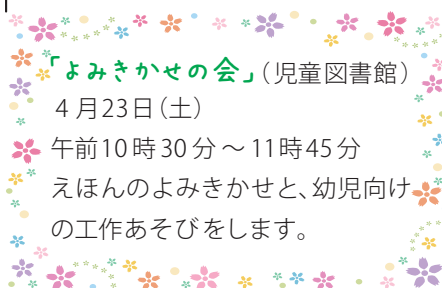 「よみきかせの会」（児童図書館）
4月23日（土）
午前10時30分～11時45分
えほんのよみきかせと、幼児向け
の工作あそびをします。